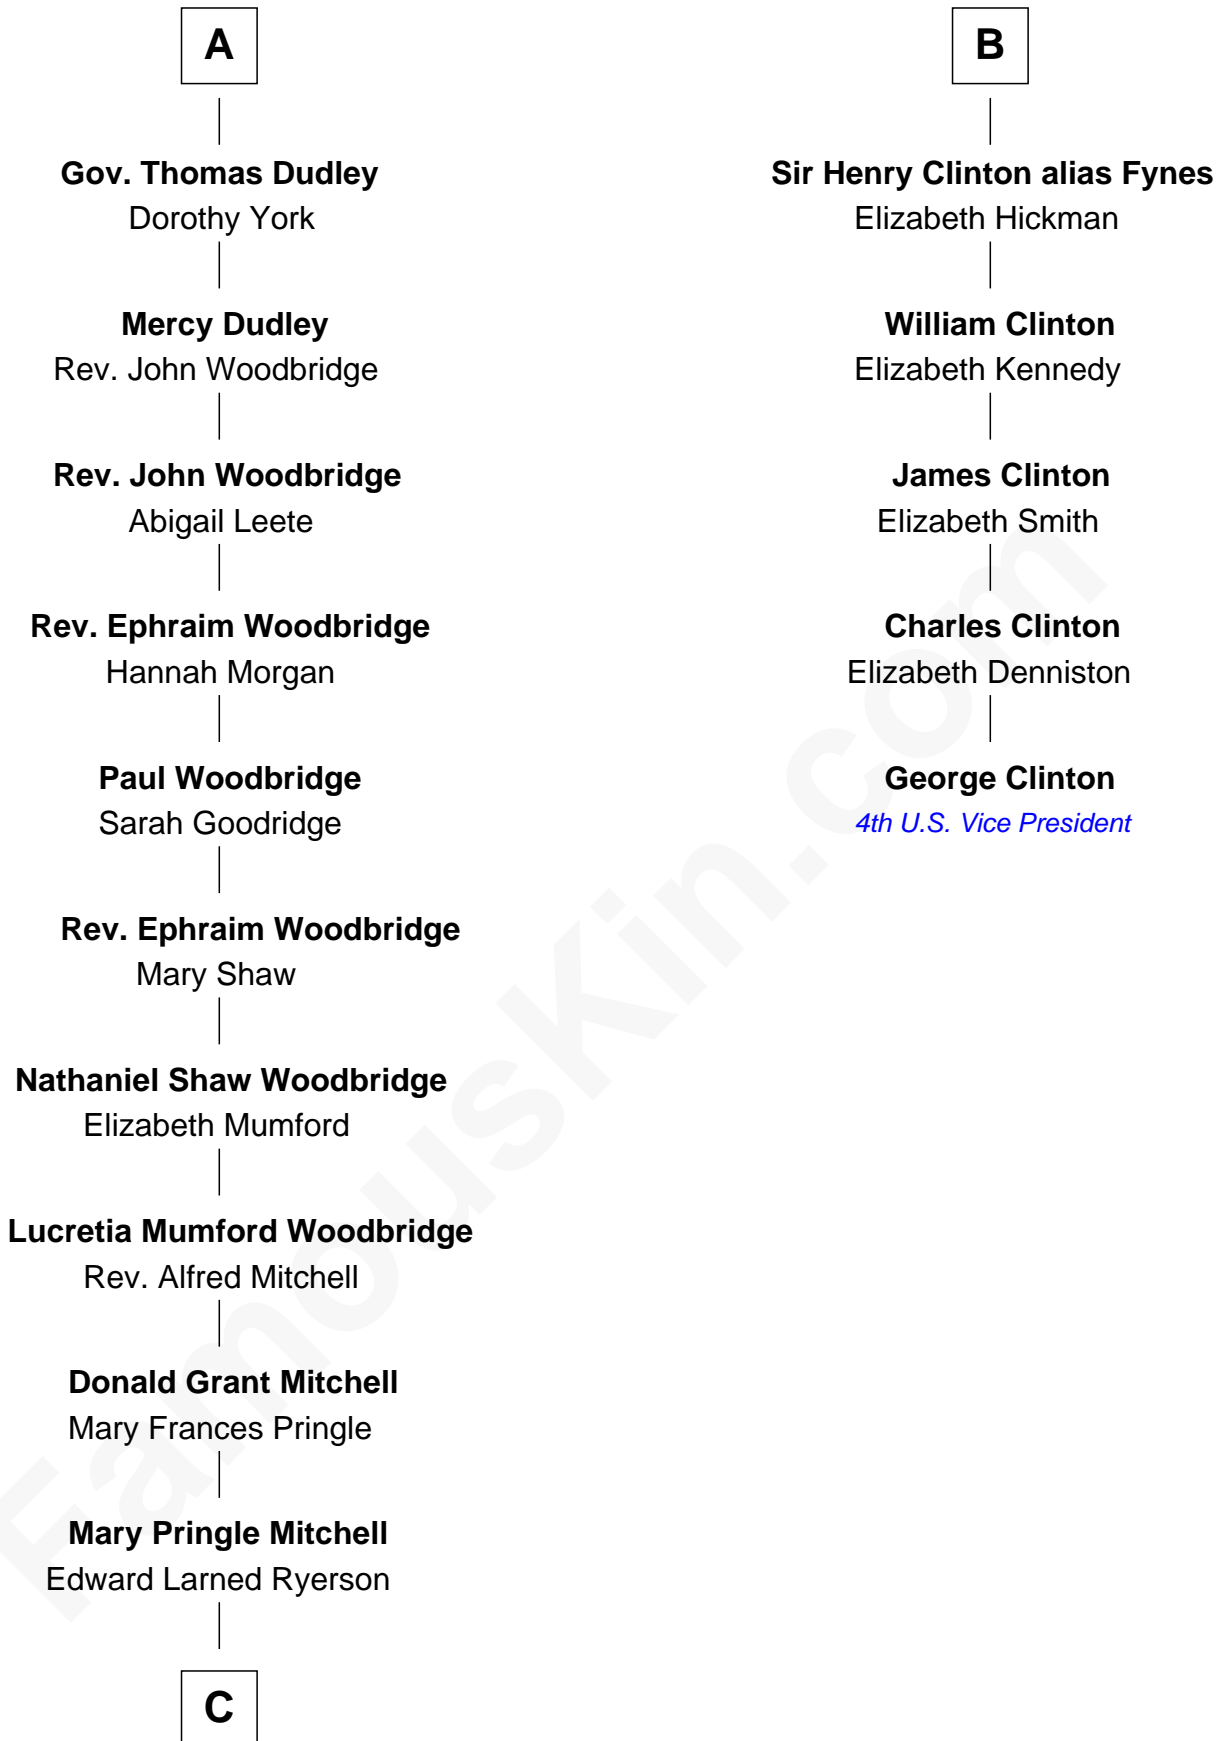 A
Gov. Thomas Dudley
Dorothy York
Mercy Dudley
Rev. John Woodbridge
Rev. John Woodbridge
Abigail Leete
Rev. Ephraim Woodbridge
Hannah Morgan
Paul Woodbridge
Sarah Goodridge
Rev. Ephraim Woodbridge
Mary Shaw
Nathaniel Shaw Woodbridge
Elizabeth Mumford
Lucretia Mumford Woodbridge
Rev. Alfred Mitchell
Donald Grant Mitchell
Mary Frances Pringle
Mary Pringle Mitchell
Edward Larned Ryerson
C
B
Sir Henry Clinton alias Fynes
Elizabeth Hickman
William Clinton
Elizabeth Kennedy
James Clinton
Elizabeth Smith
Charles Clinton
Elizabeth Denniston
George Clinton
4th U.S. Vice President
FamousKin.com